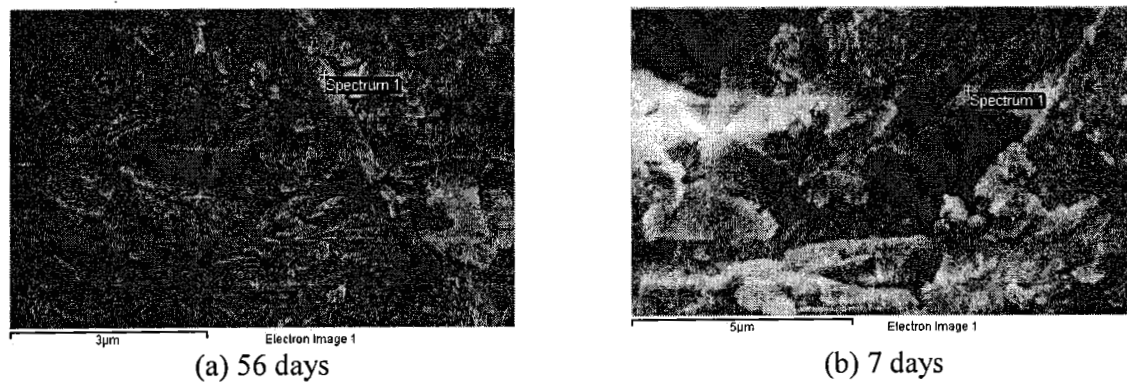 Spectrum 1
3µm
Electron Image 1
(a) 56 days
Spectrum 1
5µm
Electron Image 1
(b) 7 days